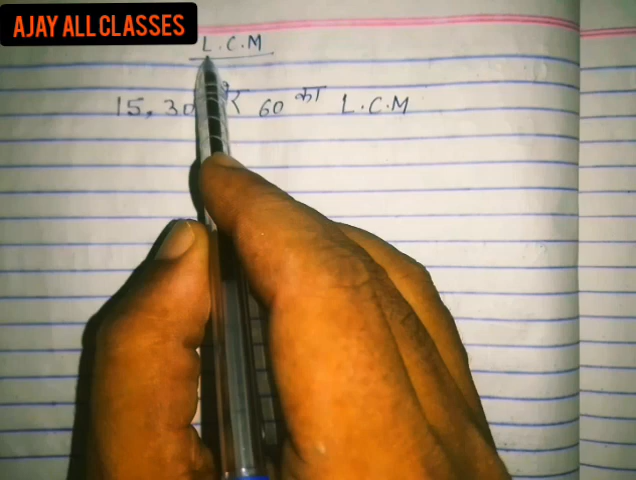 AJAY ALL CLASSES
L.C.M
15, 30 60 का L.C.M